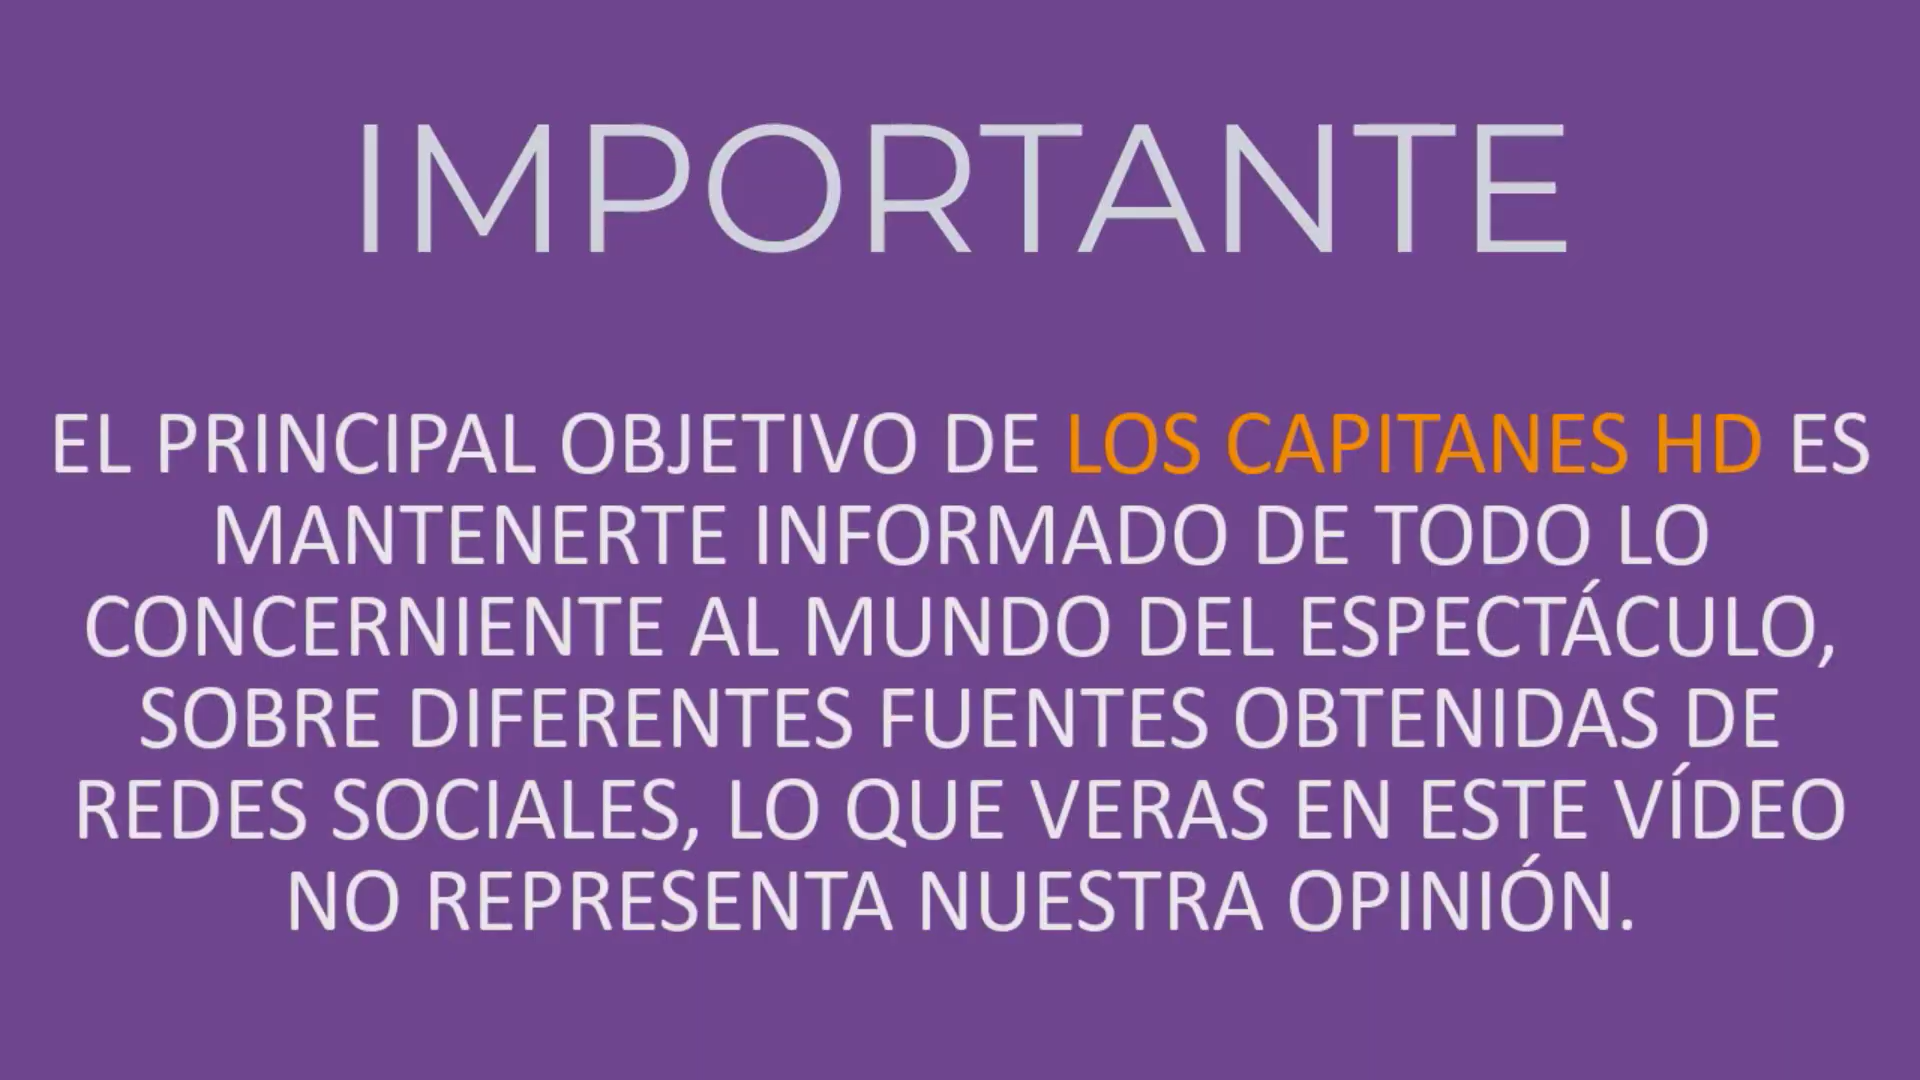 IMPORTANTE
EL PRINCIPAL OBJETIVO DE LOS CAPITANES HD ES
MANTENERTE INFORMADO DE TODO LO
CONCERNIENTE AL MUNDO DEL ESPECTÁCULO,
SOBRE DIFERENTES FUENTES OBTENIDAS DE
REDES SOCIALES, LO QUE VERAS EN ESTE VÍDEO
NO REPRESENTA NUESTRA OPINIÓN.